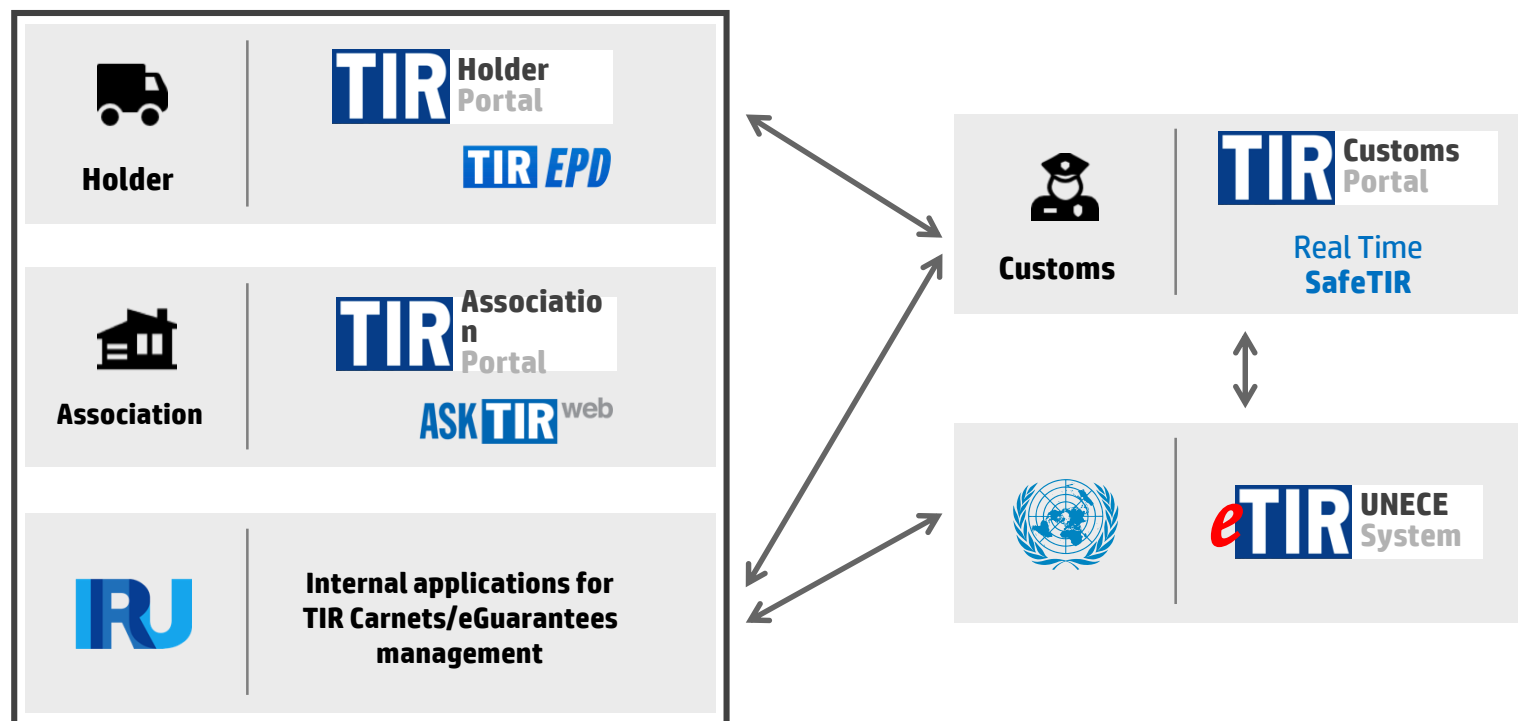 TIR Holder
Portal
TIR EPD
Holder
TIR Associatio
n
Portal
ASK TIR web
Association
IRU
Internal applications for
TIR Carnets/eGuarantees
management
TIR Customs
Portal
Real Time
SafeTIR
Customs
eTIR UNECE
System